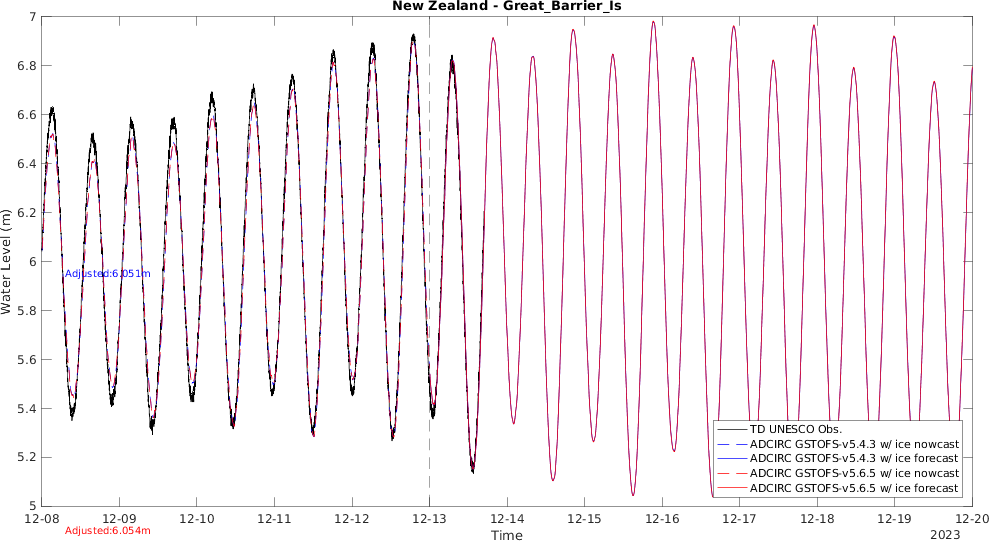 New Zealand - Great_Barrier_Is
7
6.8
6.6
6.4
6.2
6
5.8
5.6
5.4
5.2
5
Water Level (m)
Adjusted:6.051m
TD UNESCO Obs.
ADCIRC GSTOFS-v5.4.3 w/ ice nowcast
ADCIRC GSTOFS-v5.4.3 w/ ice forecast
ADCIRC GSTOFS-v5.6.5 w/ ice nowcast
ADCIRC GSTOFS-v5.6.5 w/ ice forecast
12-08 12-09 12-10 12-11 12-12 12-13 12-14 12-15 12-16 12-17 12-18 12-19 12-20
Adjusted:6.054m
Time
2023